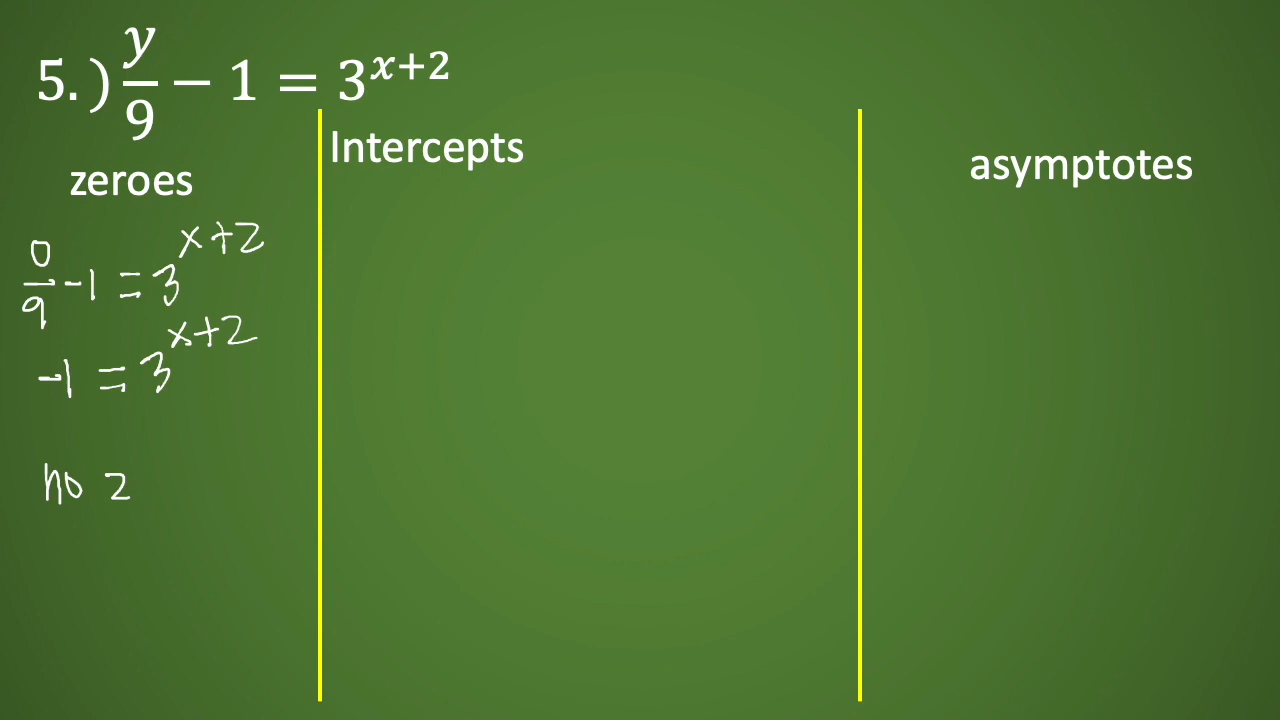 5.) y/9 − 1 = 3^(x+2)
zeroes
0/9 - 1 = 3^(x+2)
-1 = 3^(x+2)
no z
Intercepts
asymptotes